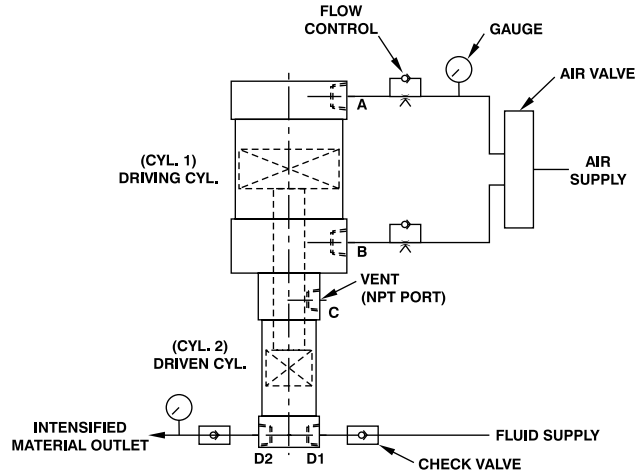 FLOW
CONTROL
GAUGE
AIR VALVE
A
(CYL. 1)
DRIVING CYL.
AIR
SUPPLY
B
VENT
(NPT PORT)
C
(CYL. 2)
DRIVEN CYL.
INTENSIFIED
MATERIAL OUTLET
FLUID SUPPLY
D2
D1
CHECK VALVE